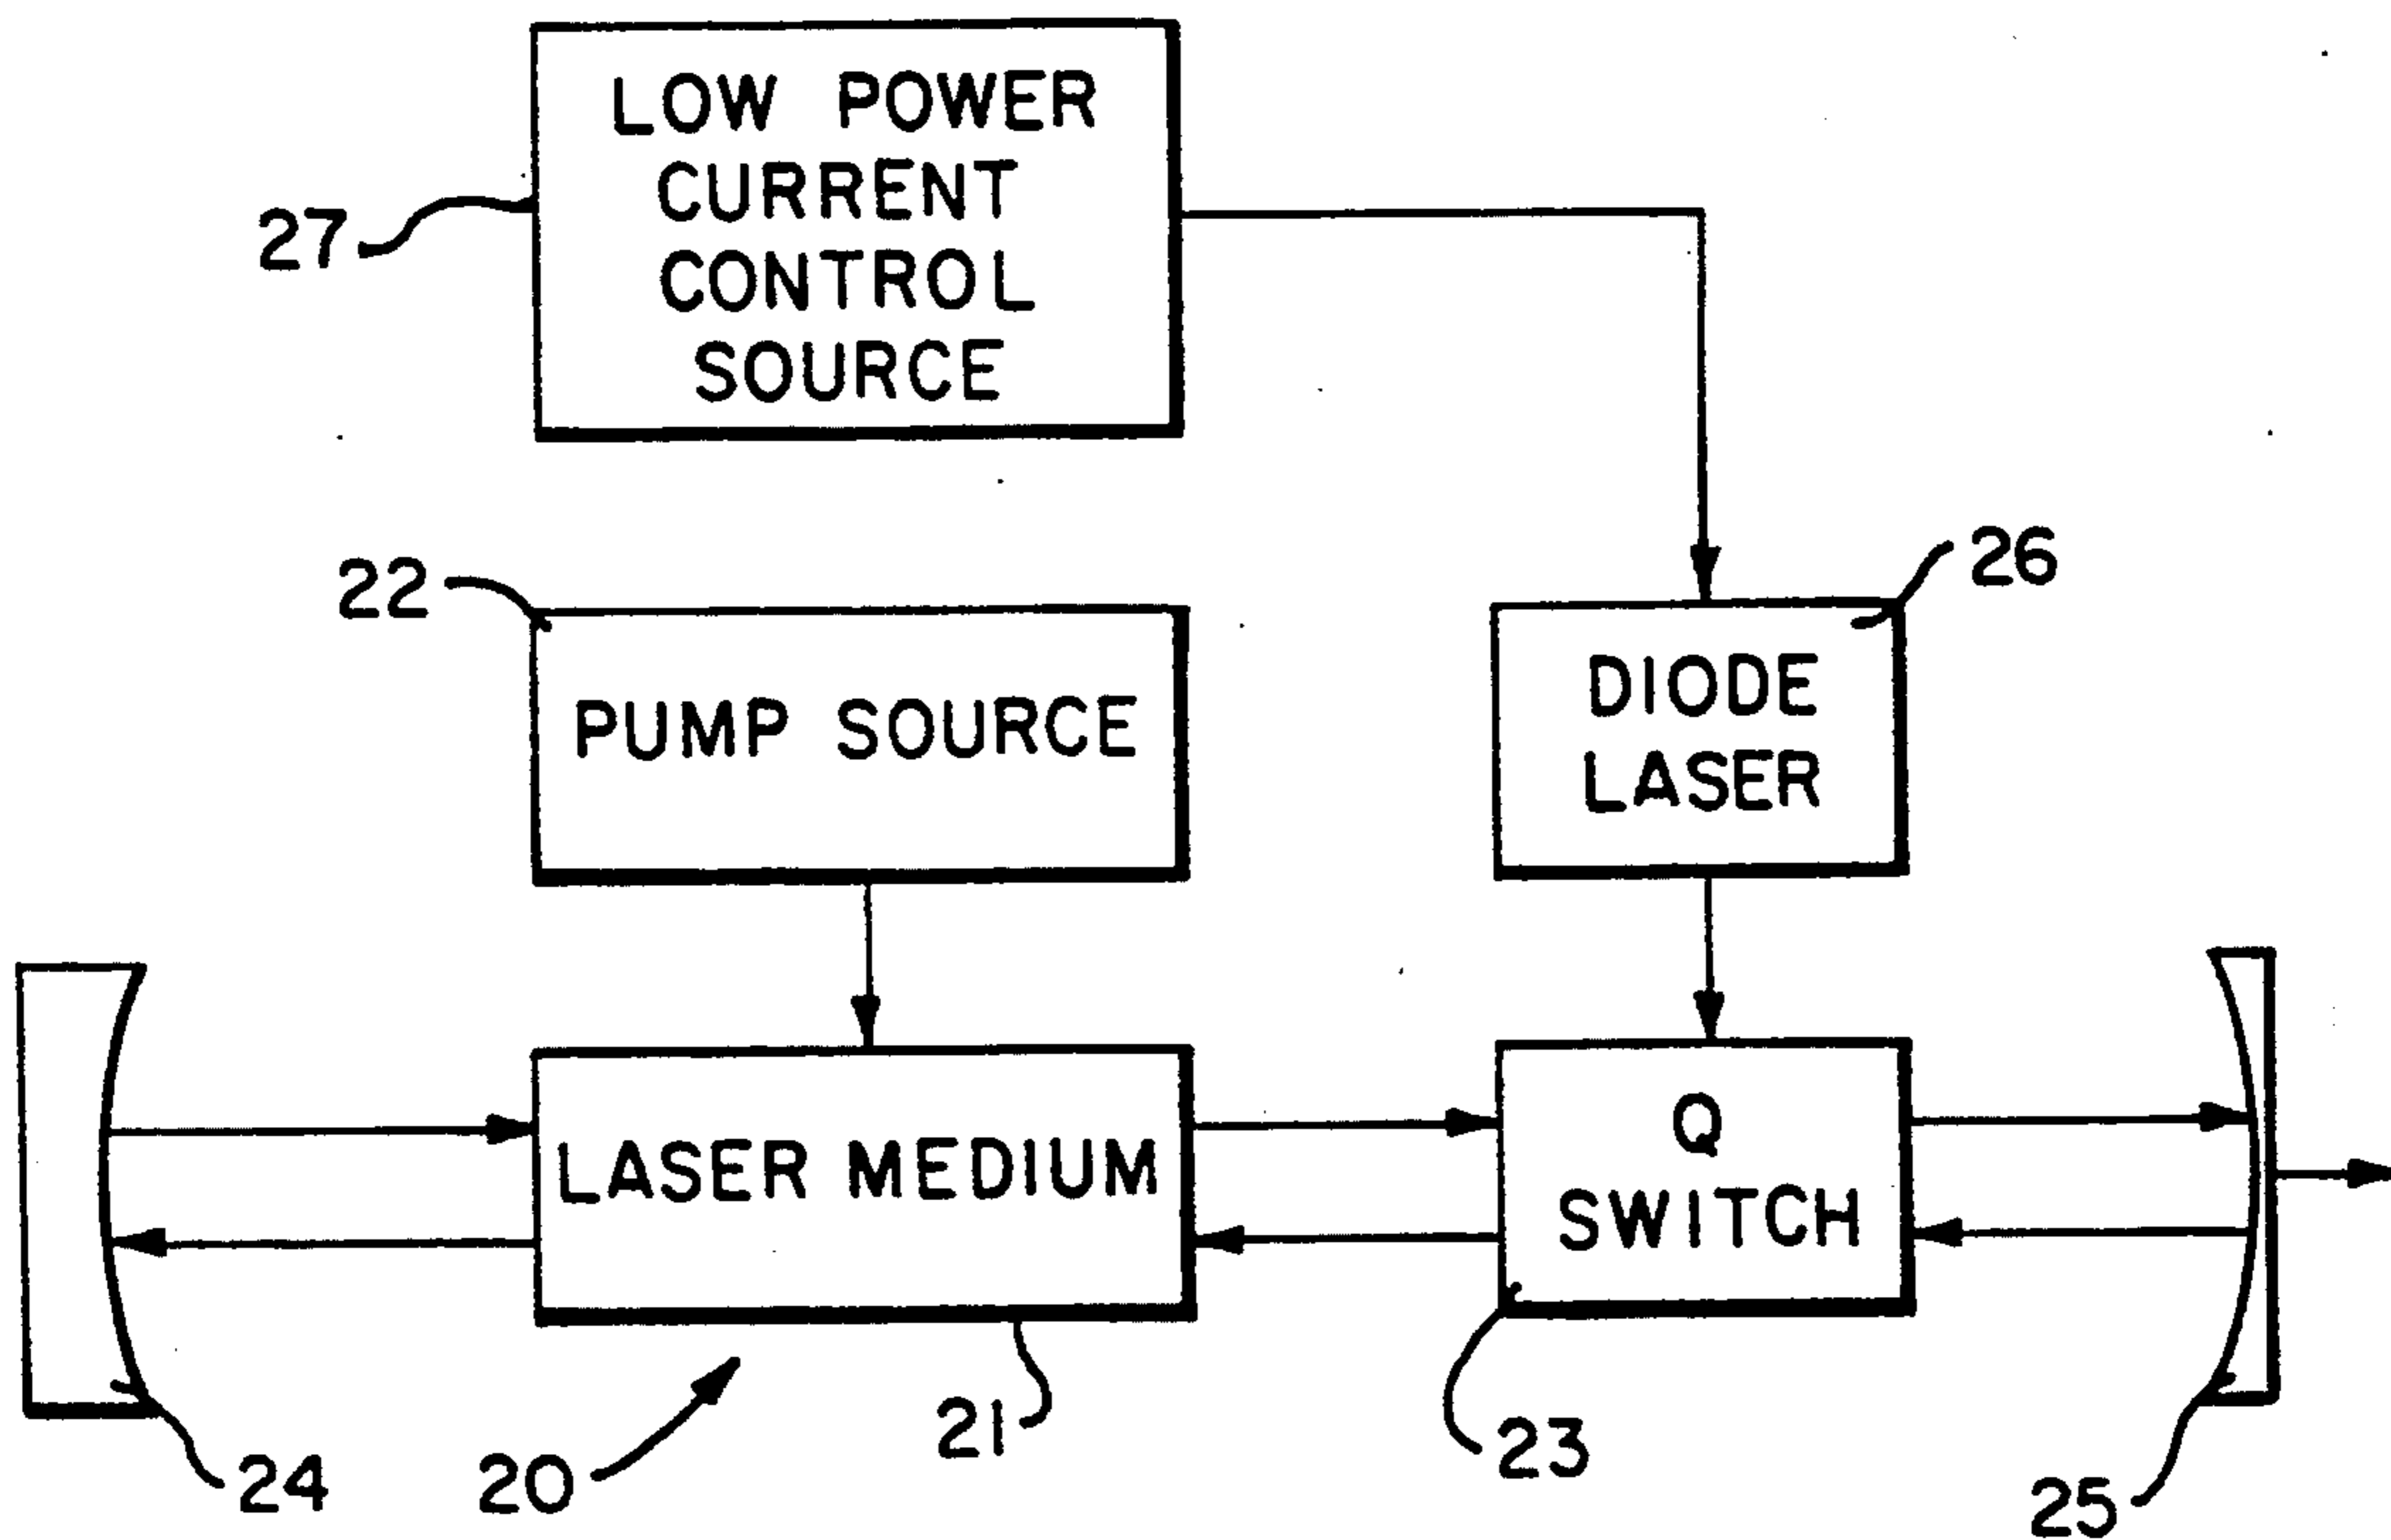 LOW POWER
CURRENT
CONTROL
SOURCE
27
22
26
PUMP SOURCE
DIODE
LASER
LASER MEDIUM
Q
SWITCH
24
20
21
23
25